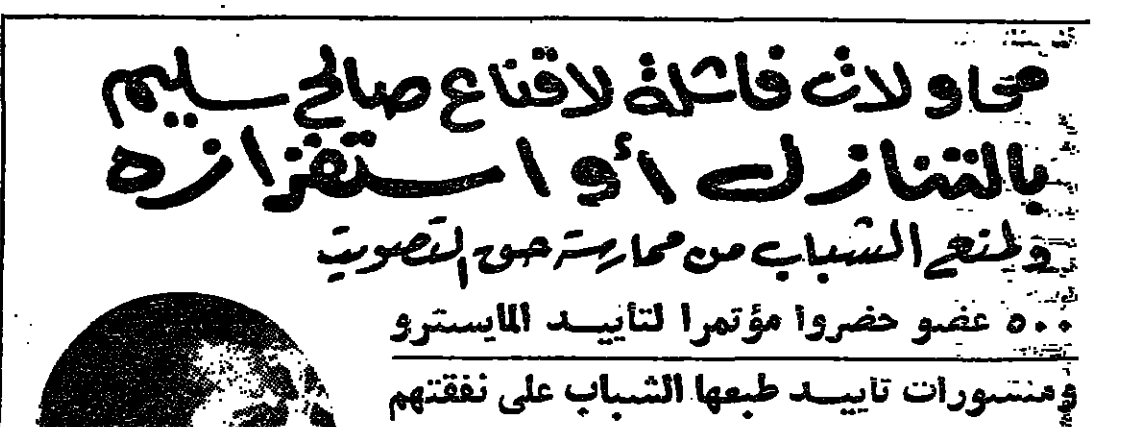 محاولات فاشلة لاقناع صالح سليم
بالتنازل أو استفزازه
ولمنع الشباب من ممارسة حق التصويت
٥٠٠ عضو حضروا مؤتمرا لتأييد المايسترو
ومنشورات تاييد طبعها الشباب على نفقتهم